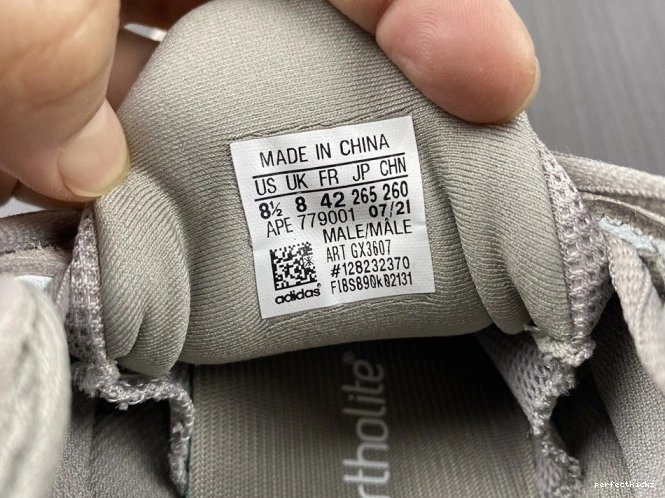 MADE IN CHINA
US UK FR JP CHN
8½ 8 42 265 260
APE 779001 07/21
MALE/MÂLE
ART GX3607
#128232370
F18S890K02131
adidas
rtholite®
perfectkickz